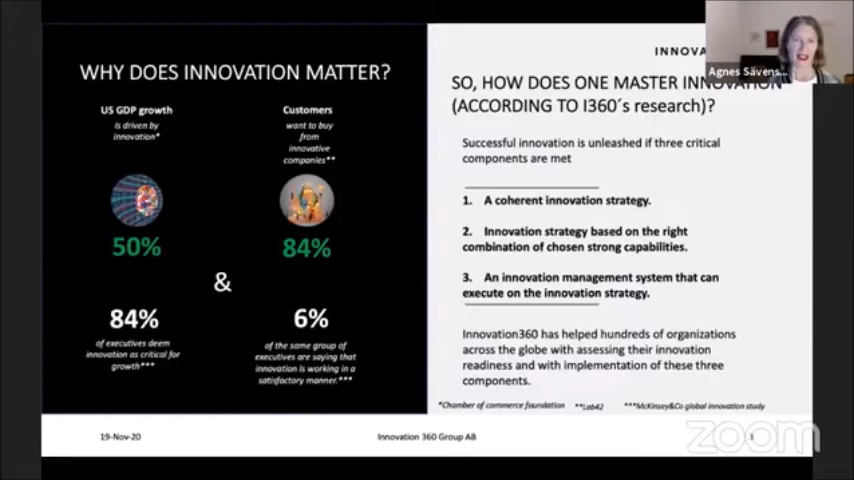 WHY DOES INNOVATION MATTER?
US GDP growth
is driven by
innovation*
Customers
want to buy
from
innovative
companies**
50%
84%
&
84%
of executives deem
innovation as critical for
growth***
6%
of the same group of
executives are saying that
innovation is working in a
satisfactory manner.***
INNOVA
Agnes Sävens...
SO, HOW DOES ONE MASTER INNOVATION
(ACCORDING TO I360´s research)?
Successful innovation is unleashed if three critical
components are met
1. A coherent innovation strategy.
2. Innovation strategy based on the right
combination of chosen strong capabilities.
3. An innovation management system that can
execute on the innovation strategy.
Innovation360 has helped hundreds of organizations
across the globe with assessing their innovation
readiness and with implementation of these three
components.
*Chamber of commerce foundation **Lab42 ***McKinsey&Co global innovation study
19-Nov-20
Innovation 360 Group AB
3
zoom